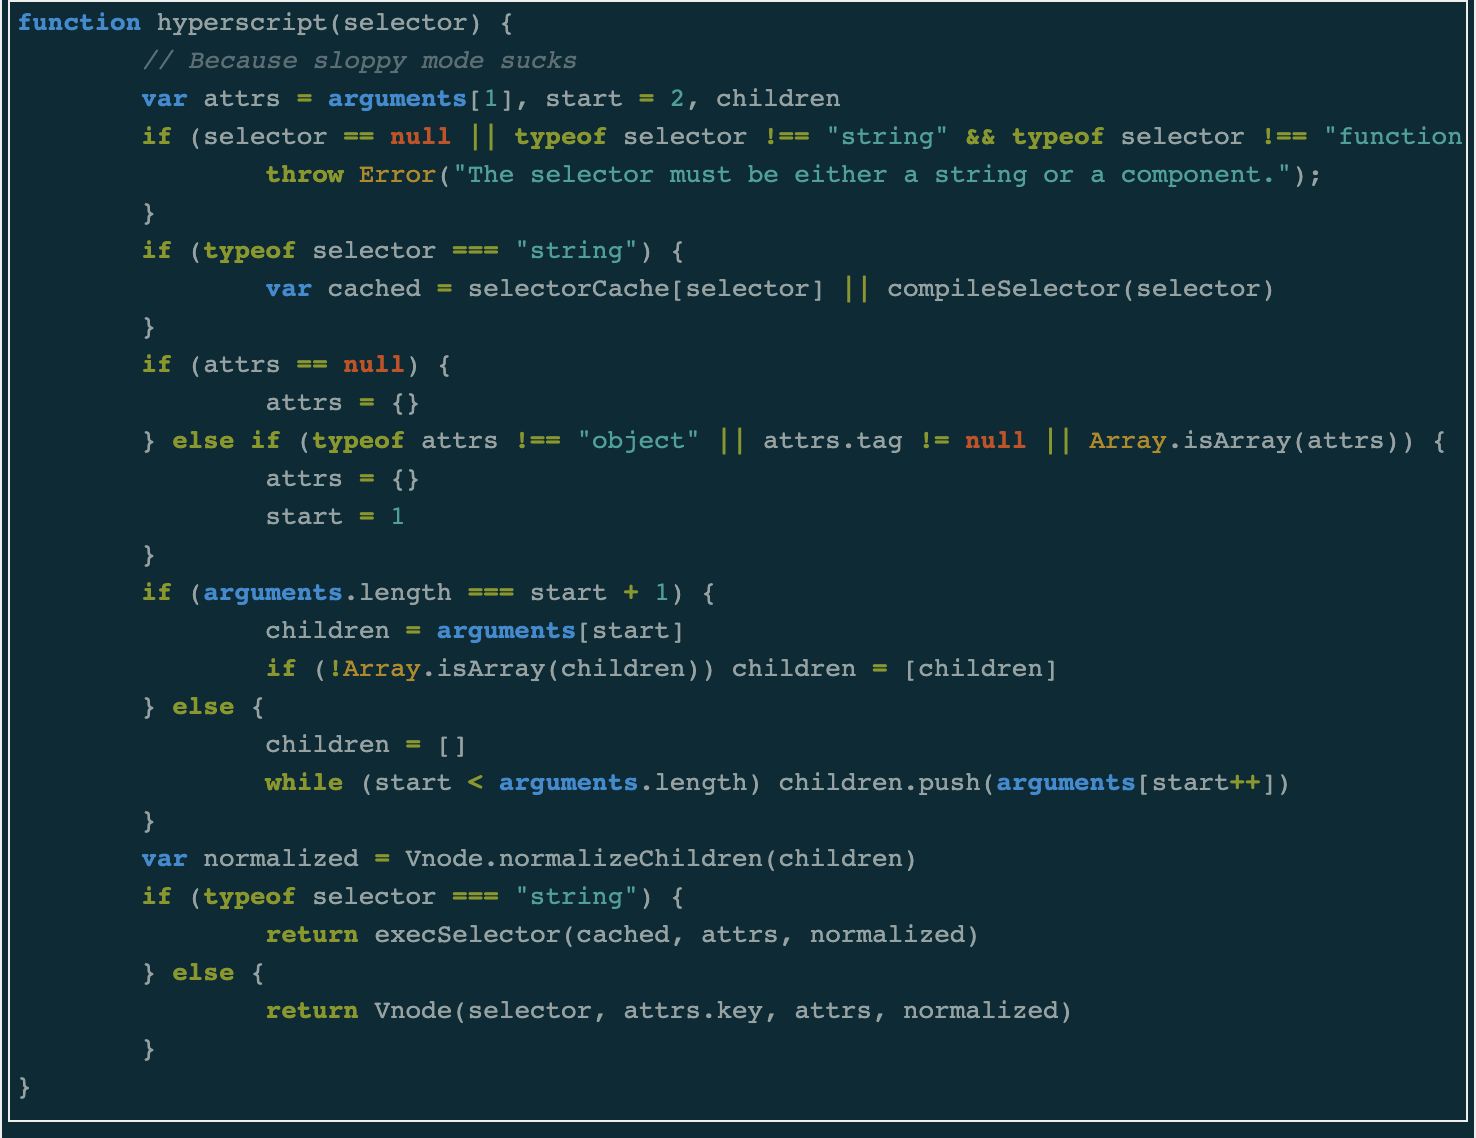 function hyperscript(selector) {
	// Because sloppy mode sucks
	var attrs = arguments[1], start = 2, children
	if (selector == null || typeof selector !== "string" && typeof selector !== "function
		throw Error("The selector must be either a string or a component.");
	}
	if (typeof selector === "string") {
		var cached = selectorCache[selector] || compileSelector(selector)
	}
	if (attrs == null) {
		attrs = {}
	} else if (typeof attrs !== "object" || attrs.tag != null || Array.isArray(attrs)) {
		attrs = {}
		start = 1
	}
	if (arguments.length === start + 1) {
		children = arguments[start]
		if (!Array.isArray(children)) children = [children]
	} else {
		children = []
		while (start < arguments.length) children.push(arguments[start++])
	}
	var normalized = Vnode.normalizeChildren(children)
	if (typeof selector === "string") {
		return execSelector(cached, attrs, normalized)
	} else {
		return Vnode(selector, attrs.key, attrs, normalized)
	}
}